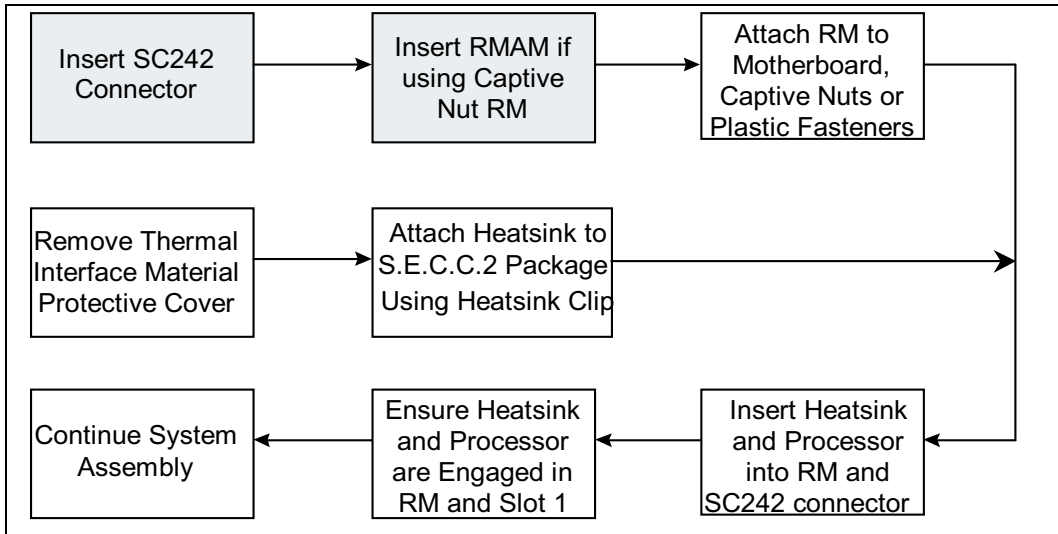 Insert SC242
Connector
Insert RMAM if
using Captive
Nut RM
Attach RM to
Motherboard,
Captive Nuts or
Plastic Fasteners
Remove Thermal
Interface Material
Protective Cover
Attach Heatsink to
S.E.C.C.2 Package
Using Heatsink Clip
Continue System
Assembly
Ensure Heatsink
and Processor
are Engaged in
RM and Slot 1
Insert Heatsink
and Processor
into RM and
SC242 connector